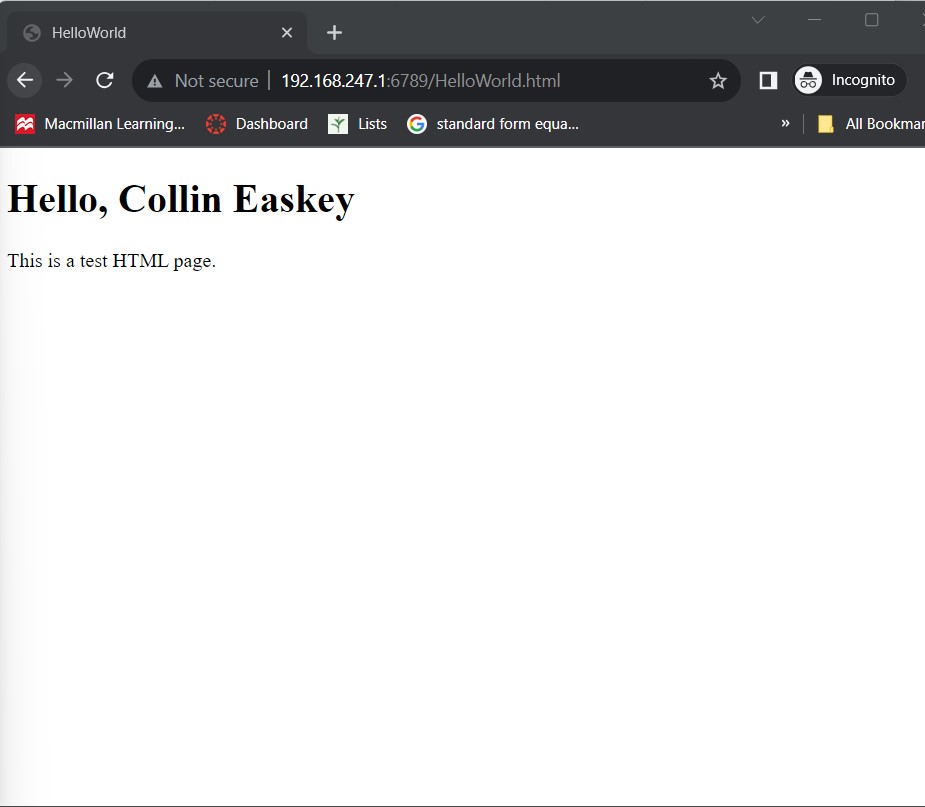 HelloWorld
Not secure | 192.168.247.1:6789/HelloWorld.html Incognito
Macmillan Learning... Dashboard Lists standard form equa... » All Bookmar
Hello, Collin Easkey
This is a test HTML page.